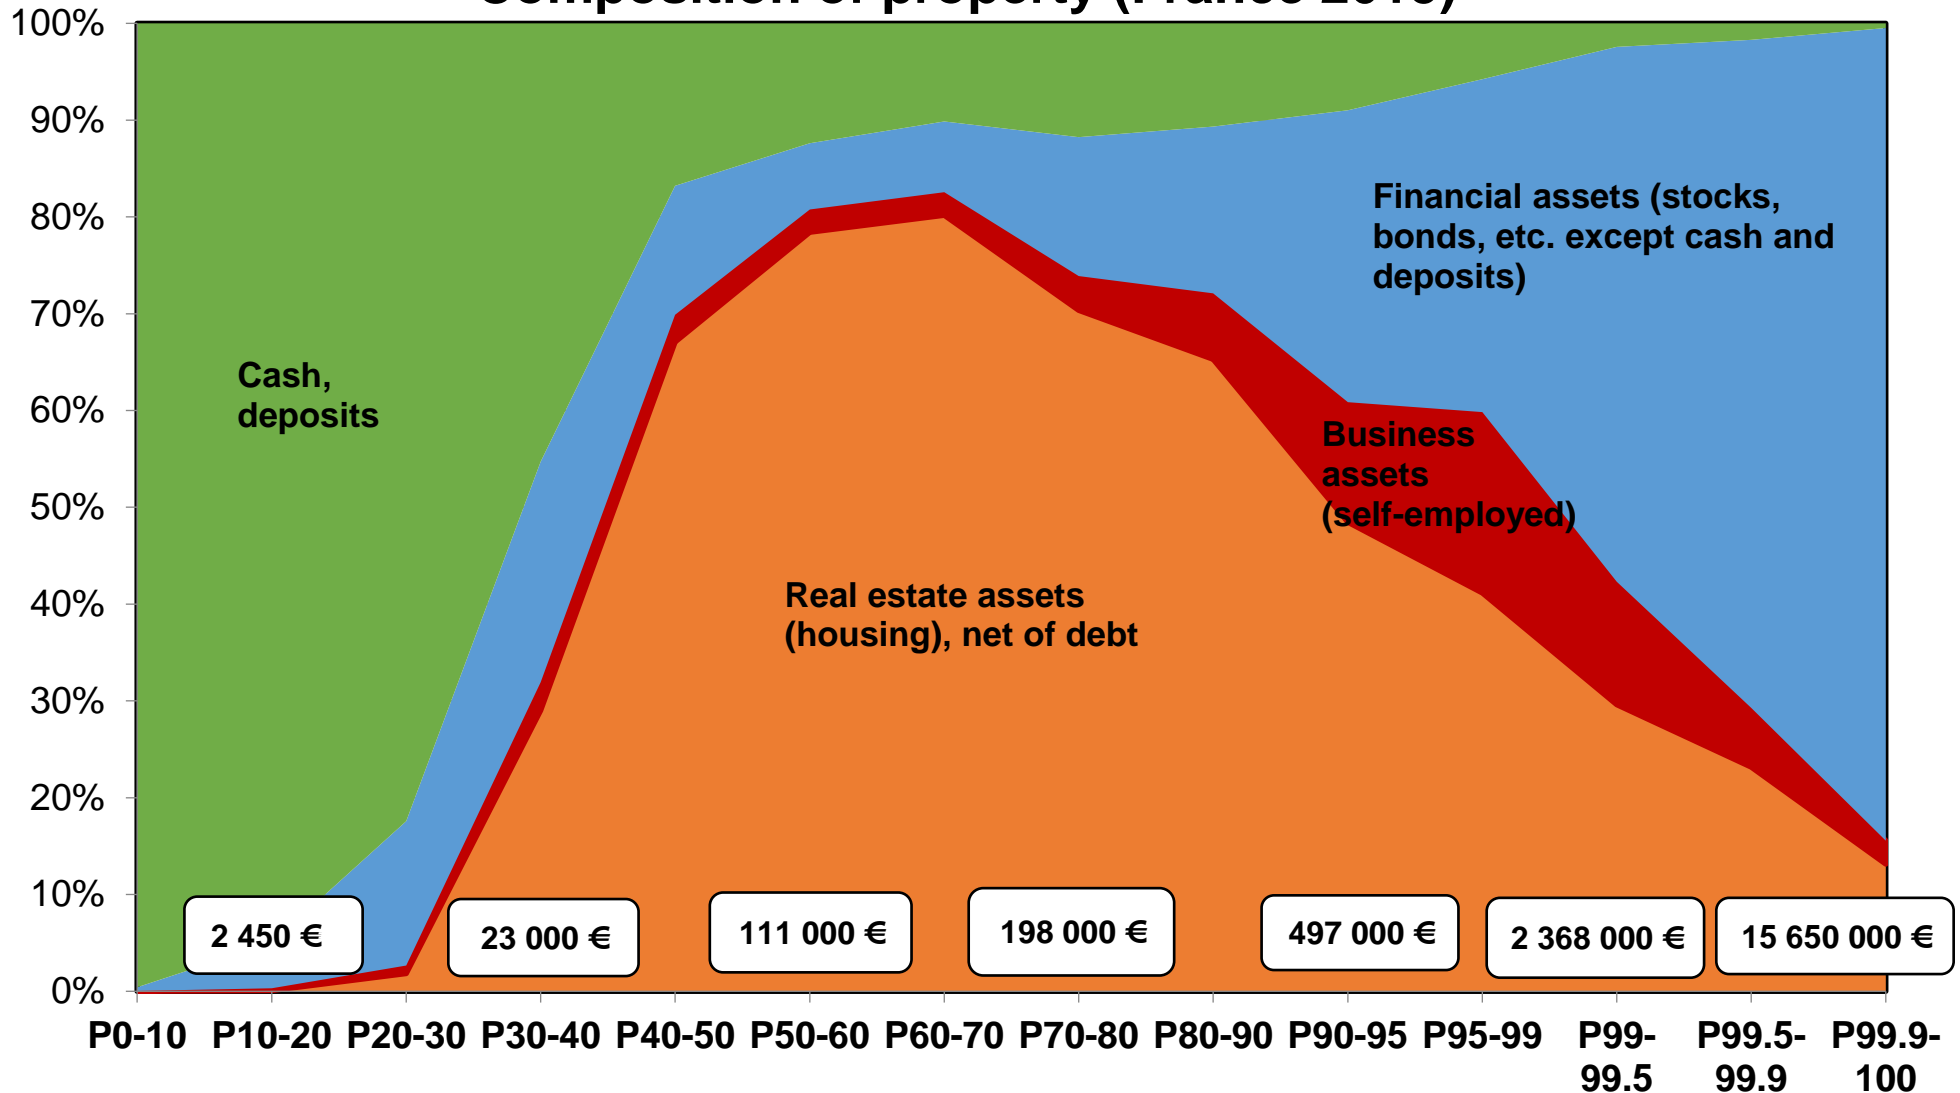 Composition of property (France
100%
90%
80%
70%
60%
50%
40%
30%
20%
10%
0%
Financial assets (stocks,
bonds, etc. except cash and
deposits)
Cash,
deposits
Business
assets
(self-employed)
Real estate assets
(housing), net of debt
2 450 €
23 000 €
111 000 €
198 000 €
497 000 €
2 368 000 €
15 650 000 €
P0-10
P10-20
P20-30
P30-40
P40-50
P50-60
P60-70
P70-80
P80-90
P90-95
P95-99
P99-
99.5
P99.5-
99.9
P99.9-
100